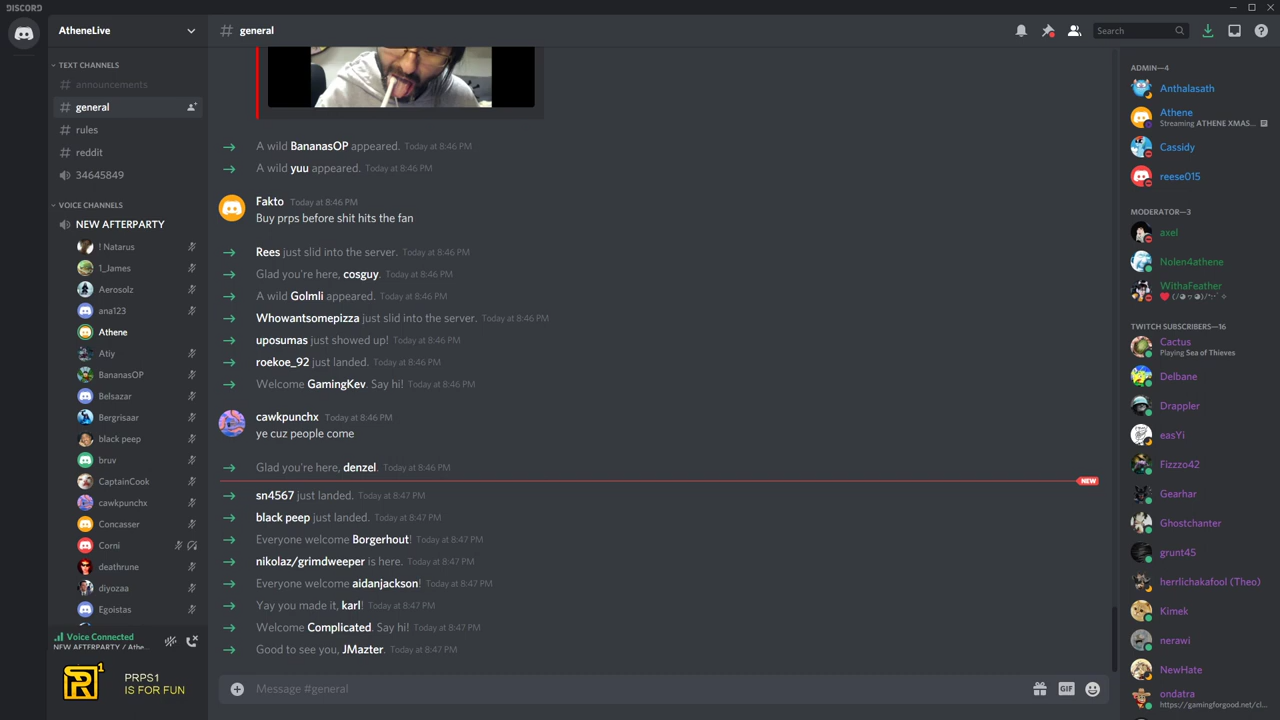 DISCORD
AtheneLive
TEXT CHANNELS
# announcements
# general
# rules
# reddit
34645849
VOICE CHANNELS
NEW AFTERPARTY
! Natarus
1_James
Aerosolz
ana123
Athene
Atiy
BananasOP
Belsazar
Bergrisaar
black peep
bruv
CaptainCook
cawkpunchx
Concasser
Corni
deathrune
diyozaa
Egoistas
Voice Connected
NEW AFTERPARTY / Athe...
PRPS1
IS FOR FUN
# general
Search
A wild BananasOP appeared. Today at 8:46 PM
A wild yuu appeared. Today at 8:46 PM
Fakto Today at 8:46 PM
Buy prps before shit hits the fan
Rees just slid into the server. Today at 8:46 PM
Glad you're here, cosguy. Today at 8:46 PM
A wild Golmli appeared. Today at 8:46 PM
Whowantsomepizza just slid into the server. Today at 8:46 PM
uposumas just showed up! Today at 8:46 PM
roekoe_92 just landed. Today at 8:46 PM
Welcome GamingKev. Say hi! Today at 8:46 PM
cawkpunchx Today at 8:46 PM
ye cuz people come
Glad you're here, denzel. Today at 8:46 PM
NEW
sn4567 just landed. Today at 8:47 PM
black peep just landed. Today at 8:47 PM
Everyone welcome Borgerhout! Today at 8:47 PM
nikolaz/grimdweeper is here. Today at 8:47 PM
Everyone welcome aidanjackson! Today at 8:47 PM
Yay you made it, karl! Today at 8:47 PM
Welcome Complicated. Say hi! Today at 8:47 PM
Good to see you, JMazter. Today at 8:47 PM
Message #general
GIF
ADMIN—4
Anthalasath
Athene
Streaming ATHENE XMAS...
Cassidy
reese015
MODERATOR—3
axel
Nolen4athene
WithaFeather
TWITCH SUBSCRIBERS—16
Cactus
Playing Sea of Thieves
Delbane
Drappler
easYi
Fizzzo42
Gearhar
Ghostchanter
grunt45
herrlichakafool (Theo)
Kimek
nerawi
NewHate
ondatra
https://gamingforgood.net/cl...